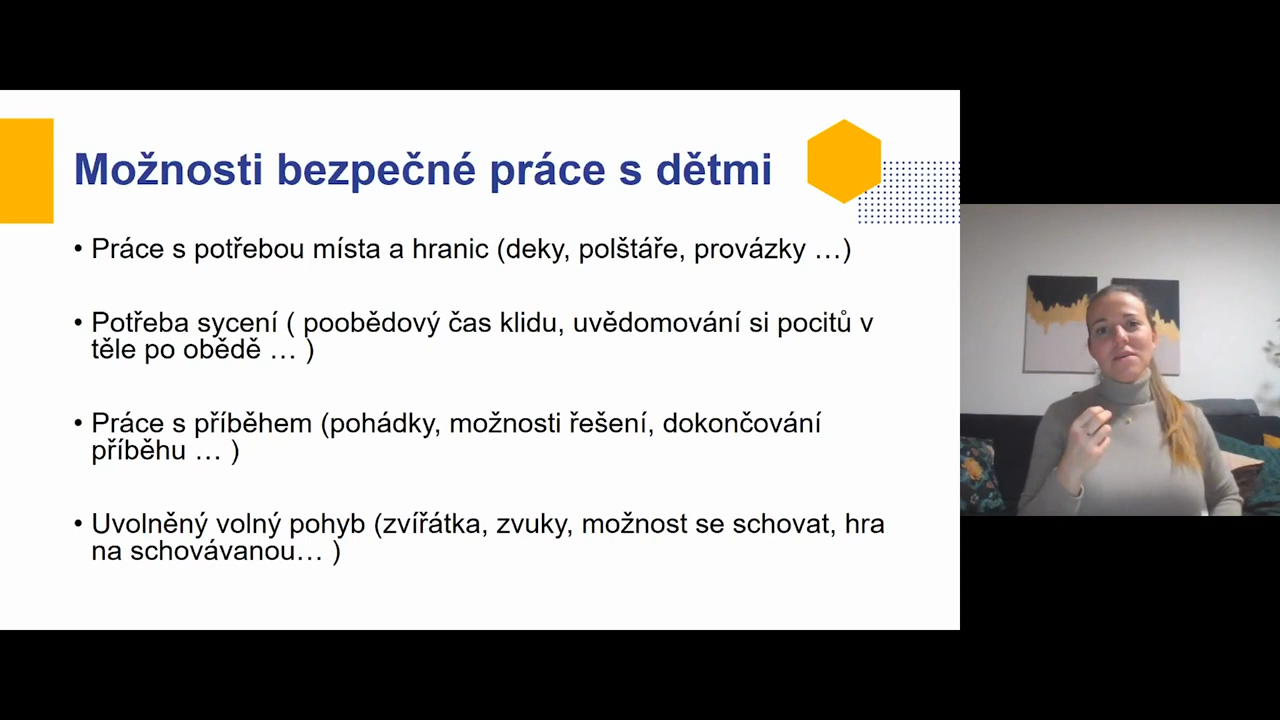 Možnosti bezpečné práce s dětmi
• Práce s potřebou místa a hranic (deky, polštáře, provázky …)
• Potřeba sycení ( poobědový čas klidu, uvědomování si pocitů v
těle po obědě … )
• Práce s příběhem (pohádky, možnosti řešení, dokončování
příběhu … )
• Uvolněný volný pohyb (zvířátka, zvuky, možnost se schovat, hra
na schovávanou… )